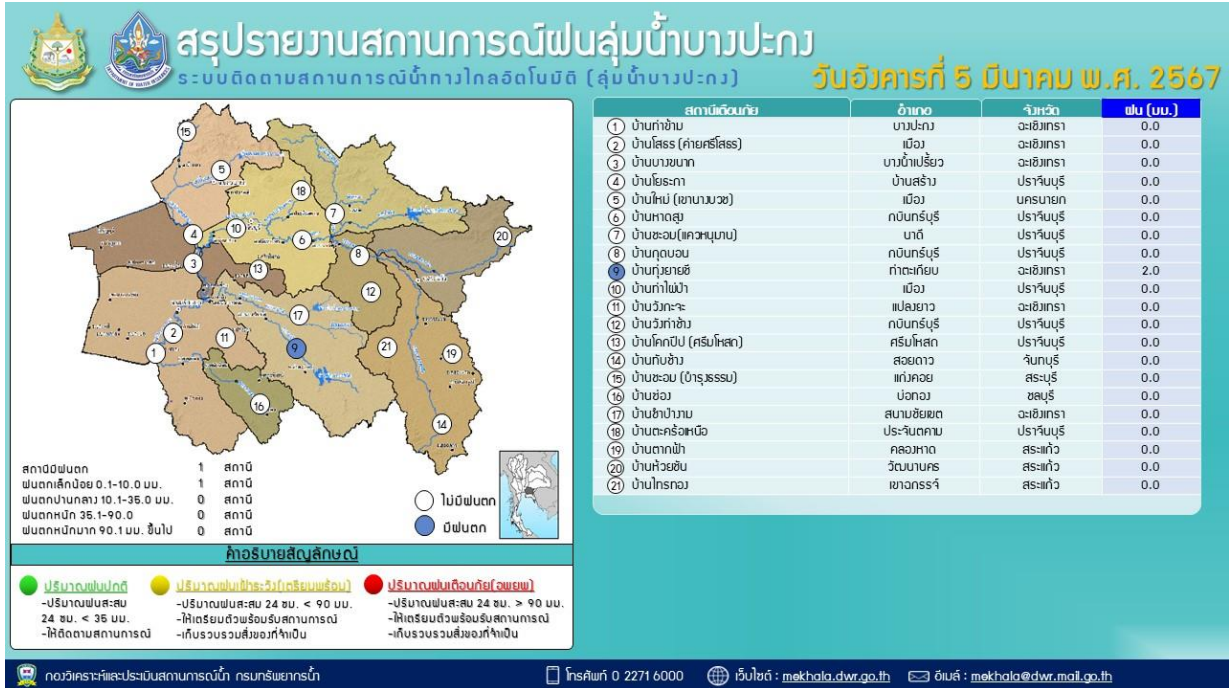 สรุปรายงานสถานการณ์ฝนลุ่มน้ำบางปะกง
ระบบติดตามสถานการณ์น้ำทางไกลอัตโนมัติ (ลุ่มน้ำบางปะกง)
วันอังคารที่ 5 มีนาคม พ.ศ. 2567
สถานีเตือนภัย อำเภอ จังหวัด ฝน (มม.)
1 บ้านท่าข้าม บางปะกง ฉะเชิงเทรา 0.0
2 บ้านโสธร (ค่ายศรีโสธร) เมือง ฉะเชิงเทรา 0.0
3 บ้านบางขนาก บางน้ำเปรี้ยว ฉะเชิงเทรา 0.0
4 บ้านโยธะกา บ้านสร้าง ปราจีนบุรี 0.0
5 บ้านใหม่ (เขานางบวช) เมือง นครนายก 0.0
6 บ้านหาดสูง กบินทร์บุรี ปราจีนบุรี 0.0
7 บ้านชะอม(แควหนุมาน) นาดี ปราจีนบุรี 0.0
8 บ้านกุดบอน กบินทร์บุรี ปราจีนบุรี 0.0
9 บ้านทุ่งยายชี ท่าตะเกียบ ฉะเชิงเทรา 2.0
10 บ้านท่าไผ่ป่า เมือง ปราจีนบุรี 0.0
11 บ้านวังกะจะ แปลงยาว ฉะเชิงเทรา 0.0
12 บ้านวังท่าช้าง กบินทร์บุรี ปราจีนบุรี 0.0
13 บ้านโคกปีป (ศรีมโหสถ) ศรีมโหสถ ปราจีนบุรี 0.0
14 บ้านทับช้าง สอยดาว จันทบุรี 0.0
15 บ้านชะอม (บำรุงธรรม) แก่งคอย สระบุรี 0.0
16 บ้านช่อง บ่อทอง ชลบุรี 0.0
17 บ้านชำป่างาม สนามชัยเขต ฉะเชิงเทรา 0.0
18 บ้านตะคร้อเหนือ ประจันตคาม ปราจีนบุรี 0.0
19 บ้านตากฟ้า คลองหาด สระแก้ว 0.0
20 บ้านห้วยชัน วัฒนานคร สระแก้ว 0.0
21 บ้านไทรทอง เขาฉกรรจ์ สระแก้ว 0.0
15
5
18
10
7
4
6
20
8
3
13
12
17
2
11
9
21
19
1
16
14
สถานีมีฝนตก 1 สถานี
ฝนตกเล็กน้อย 0.1-10.0 มม. 1 สถานี
ฝนตกปานกลาง 10.1-35.0 มม. 0 สถานี
ฝนตกหนัก 35.1-90.0 0 สถานี
ฝนตกหนักมาก 90.1 มม. ขึ้นไป 0 สถานี
ไม่มีฝนตก
มีฝนตก
คำอธิบายสัญลักษณ์
ปริมาณฝนปกติ
-ปริมาณฝนสะสม
24 ชม. < 35 มม.
-ให้ติดตามสถานการณ์
ปริมาณฝนเฝ้าระวัง(เตรียมพร้อม)
-ปริมาณฝนสะสม 24 ชม. < 90 มม.
-ให้เตรียมตัวพร้อมรับสถานการณ์
-เก็บรวบรวมสิ่งของที่จำเป็น
ปริมาณฝนเตือนภัย(อพยพ)
-ปริมาณฝนสะสม 24 ชม. > 90 มม.
-ให้เตรียมตัวพร้อมรับสถานการณ์
-เก็บรวบรวมสิ่งของที่จำเป็น
กองวิเคราะห์และประเมินสถานการณ์น้ำ กรมทรัพยากรน้ำ
โทรศัพท์ 0 2271 6000
เว็บไซต์ : mekhala.dwr.go.th
อีเมล์ : mekhala@dwr.mail.go.th